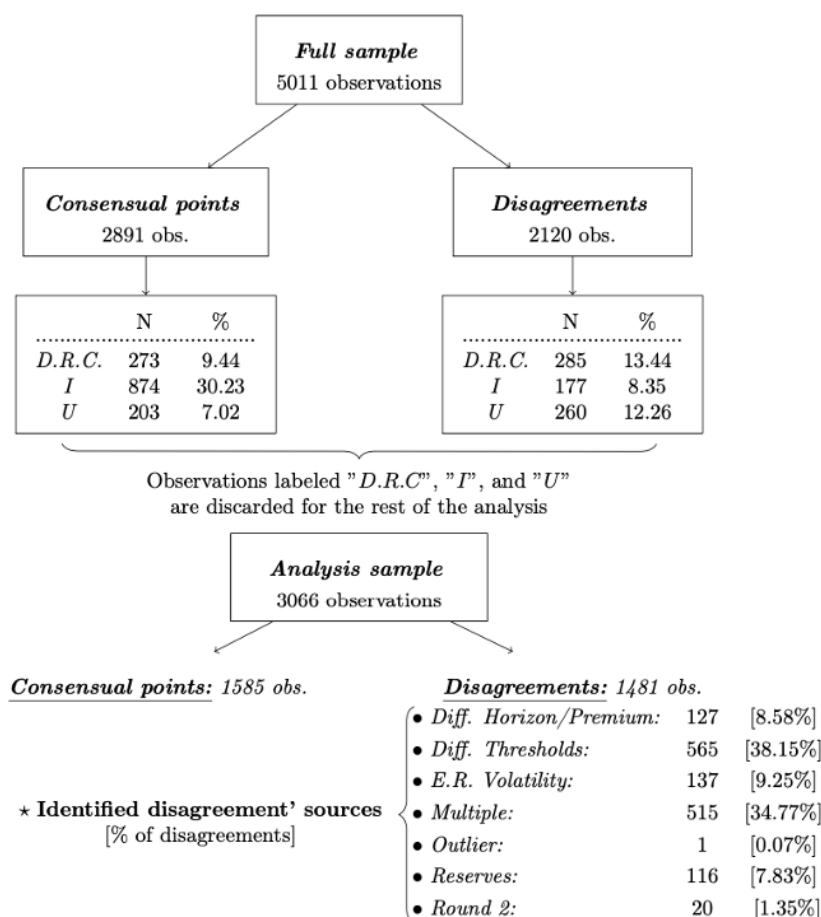 Full sample
5011 observations
Consensual points
2891 obs.
Disagreements
2120 obs.
N %
D.R.C. 273 9.44
I 874 30.23
U 203 7.02
N %
D.R.C. 285 13.44
I 177 8.35
U 260 12.26
Observations labeled ”D.R.C”, ”I”, and ”U”
are discarded for the rest of the analysis
Analysis sample
3066 observations
Consensual points: 1585 obs.
Disagreements: 1481 obs.
⋆ Identified disagreement’ sources
[% of disagreements]
• Diff. Horizon/Premium: 127 [8.58%]
• Diff. Thresholds: 565 [38.15%]
• E.R. Volatility: 137 [9.25%]
• Multiple: 515 [34.77%]
• Outlier: 1 [0.07%]
• Reserves: 116 [7.83%]
• Round 2: 20 [1.35%]